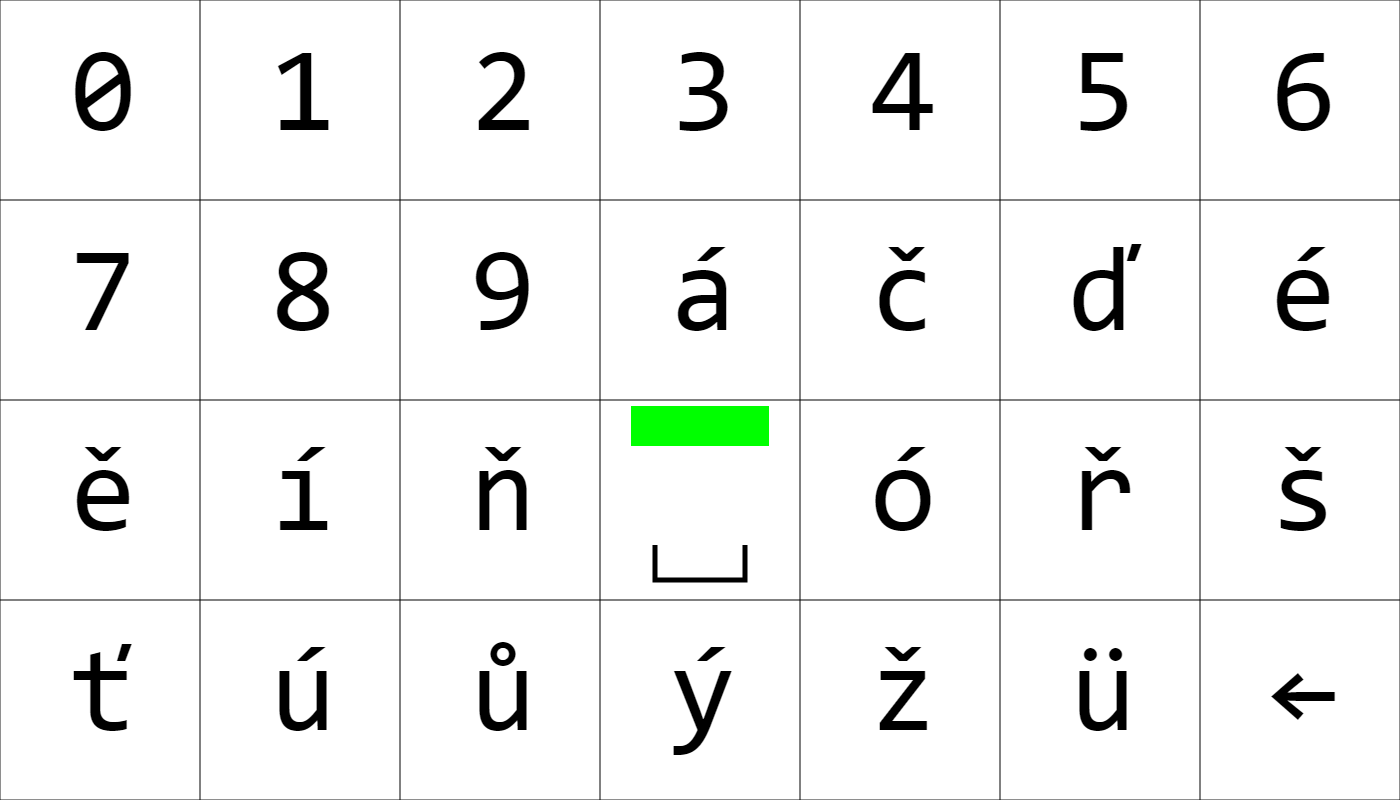 0 1 2 3 4 5 6
7 8 9 á č ď é
ě í ň ó ř š
ť ú ů ý ž ü ←